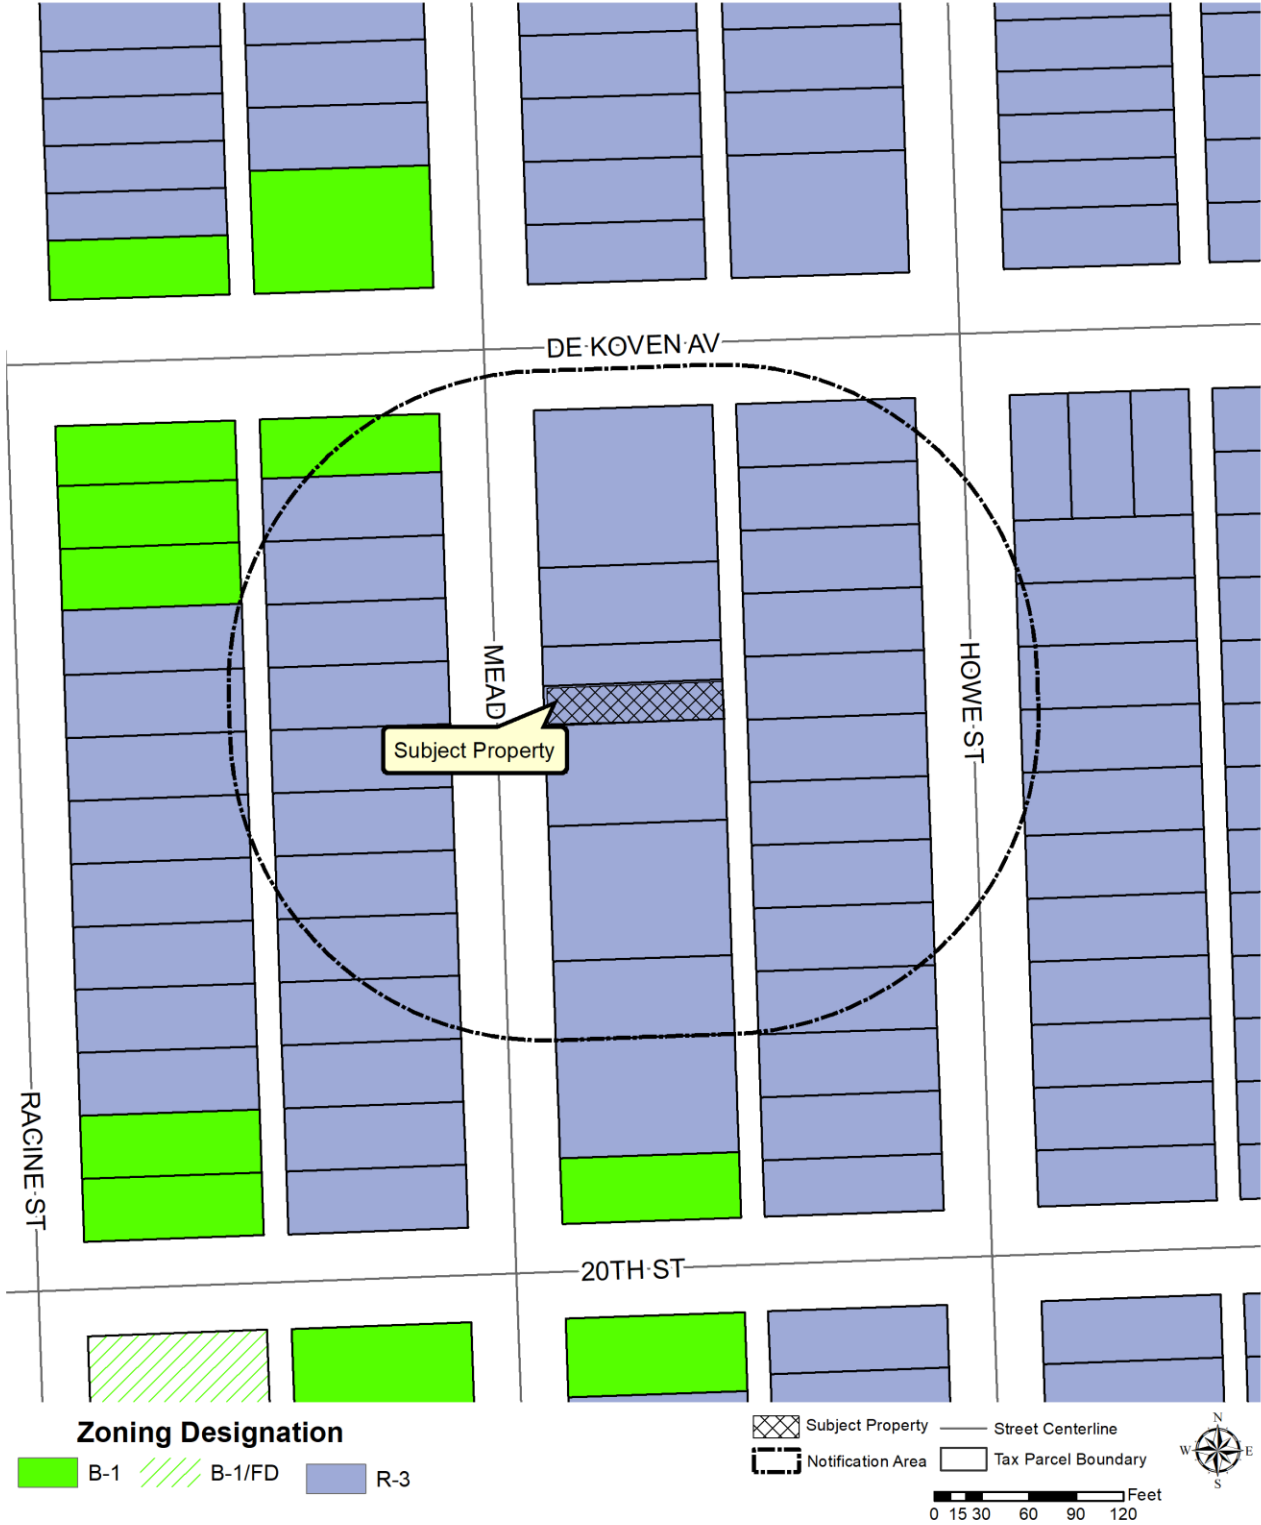 DE KOVEN AV
MEAD
HOWE ST
Subject Property
RACINE ST
20TH ST
Zoning Designation
B-1
B-1/FD
R-3
Subject Property
Street Centerline
Notification Area
Tax Parcel Boundary
N
W E
S
Feet
0 15 30 60 90 120